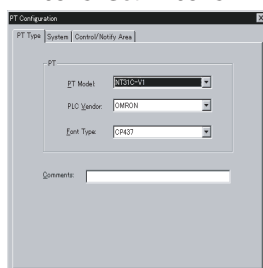 PT Configuration
PT Type System Control/Notify Area
PT
PT Model: NT31C-V1
PLC Vendor: OMRON
Font Type: CP437
Comments: